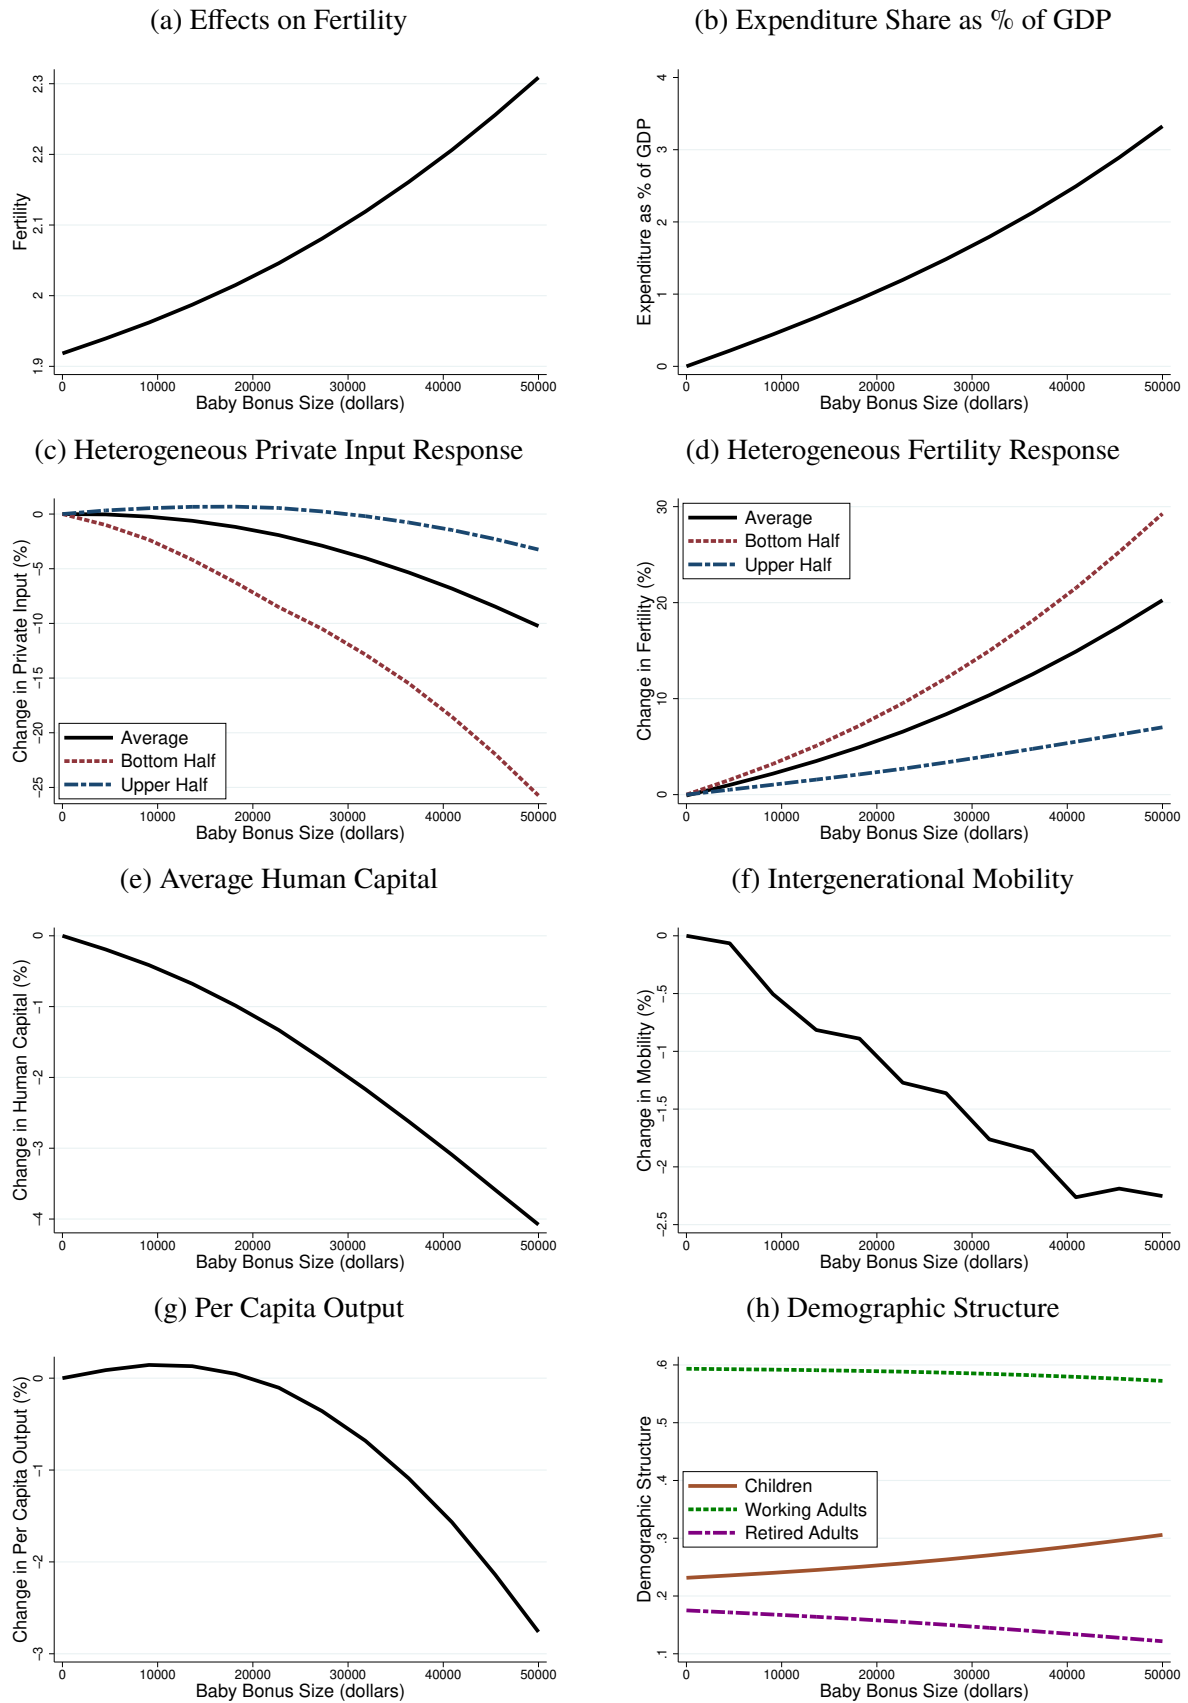 (a) Effects on Fertility
Fertility
1.9
2
2.1
2.2
2.3
0
10000
20000
30000
40000
50000
Baby Bonus Size (dollars)
(b) Expenditure Share as % of GDP
Expenditure as % of GDP
0
1
2
3
4
0
10000
20000
30000
40000
50000
Baby Bonus Size (dollars)
(c) Heterogeneous Private Input Response
Change in Private Input (%)
0
-5
-10
-15
-20
-25
Average
Bottom Half
Upper Half
0
10000
20000
30000
40000
50000
Baby Bonus Size (dollars)
(d) Heterogeneous Fertility Response
Change in Fertility (%)
0
10
20
30
Average
Bottom Half
Upper Half
0
10000
20000
30000
40000
50000
Baby Bonus Size (dollars)
(e) Average Human Capital
Change in Human Capital (%)
0
-1
-2
-3
-4
0
10000
20000
30000
40000
50000
Baby Bonus Size (dollars)
(f) Intergenerational Mobility
Change in Mobility (%)
0
-.5
-1
-1.5
-2
-2.5
0
10000
20000
30000
40000
50000
Baby Bonus Size (dollars)
(g) Per Capita Output
Change in Per Capita Output (%)
0
-1
-2
-3
0
10000
20000
30000
40000
50000
Baby Bonus Size (dollars)
(h) Demographic Structure
Demographic Structure
.1
.2
.3
.4
.5
.6
Children
Working Adults
Retired Adults
0
10000
20000
30000
40000
50000
Baby Bonus Size (dollars)